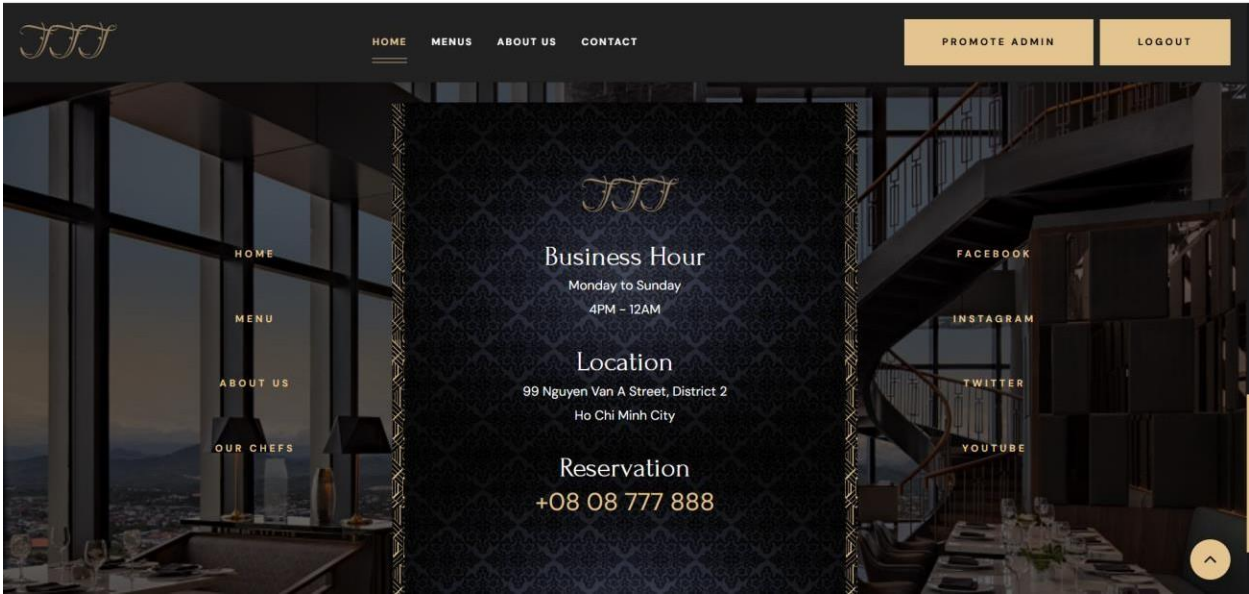 HOME MENUS ABOUT US CONTACT PROMOTE ADMIN LOGOUT
HOME
MENU
ABOUT US
OUR CHEFS
Business Hour
Monday to Sunday
4PM – 12AM
Location
99 Nguyen Van A Street, District 2
Ho Chi Minh City
Reservation
+08 08 777 888
FACEBOOK
INSTAGRAM
TWITTER
YOUTUBE